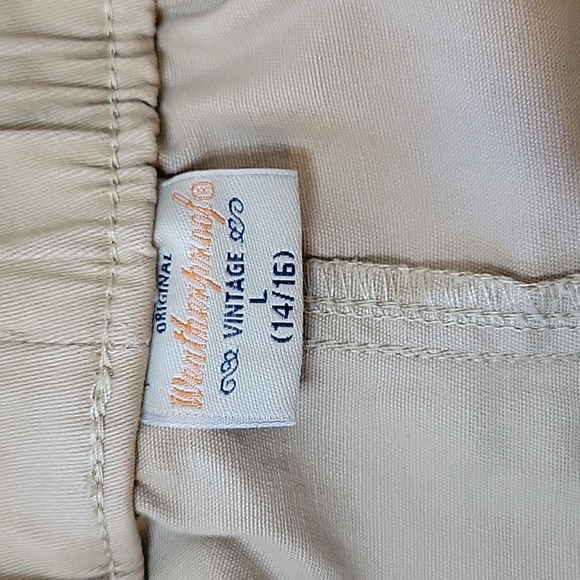 ORIGINAL
Weatherproof®
VINTAGE
L
(14/16)